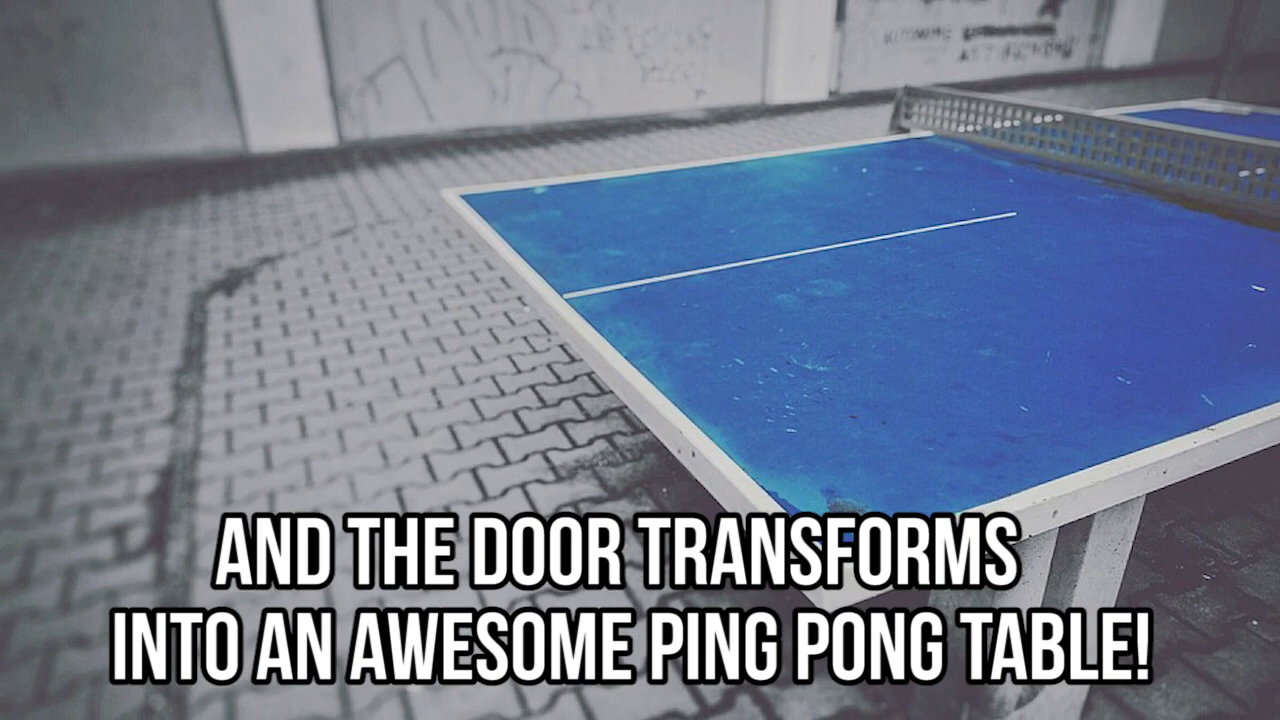 AND THE DOOR TRANSFORMS
INTO AN AWESOME PING PONG TABLE!